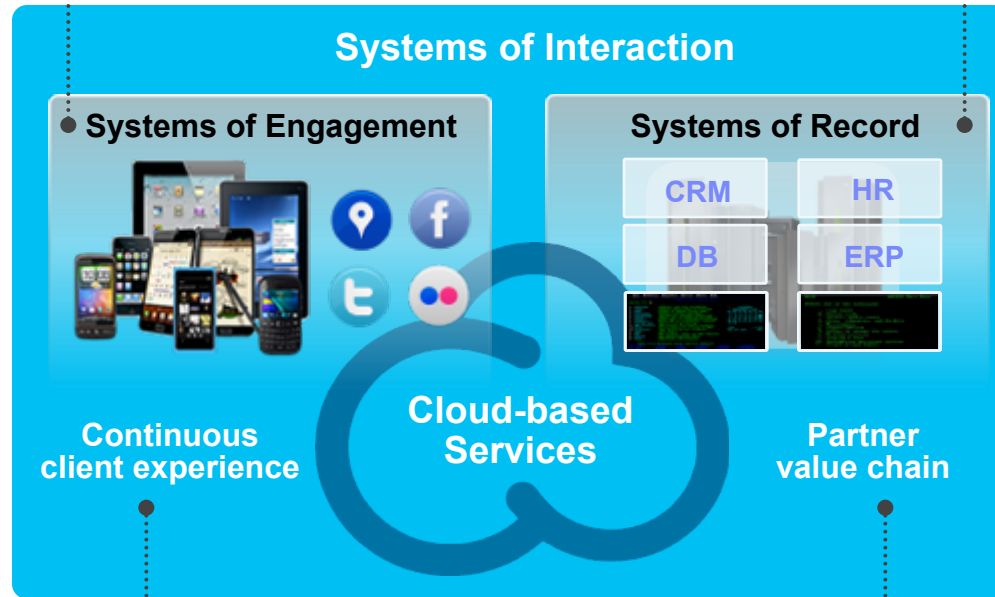 Systems of Interaction
Systems of Engagement
Systems of Record
CRM
HR
DB
ERP
Cloud-based
Services
Continuous
client experience
Partner
value chain